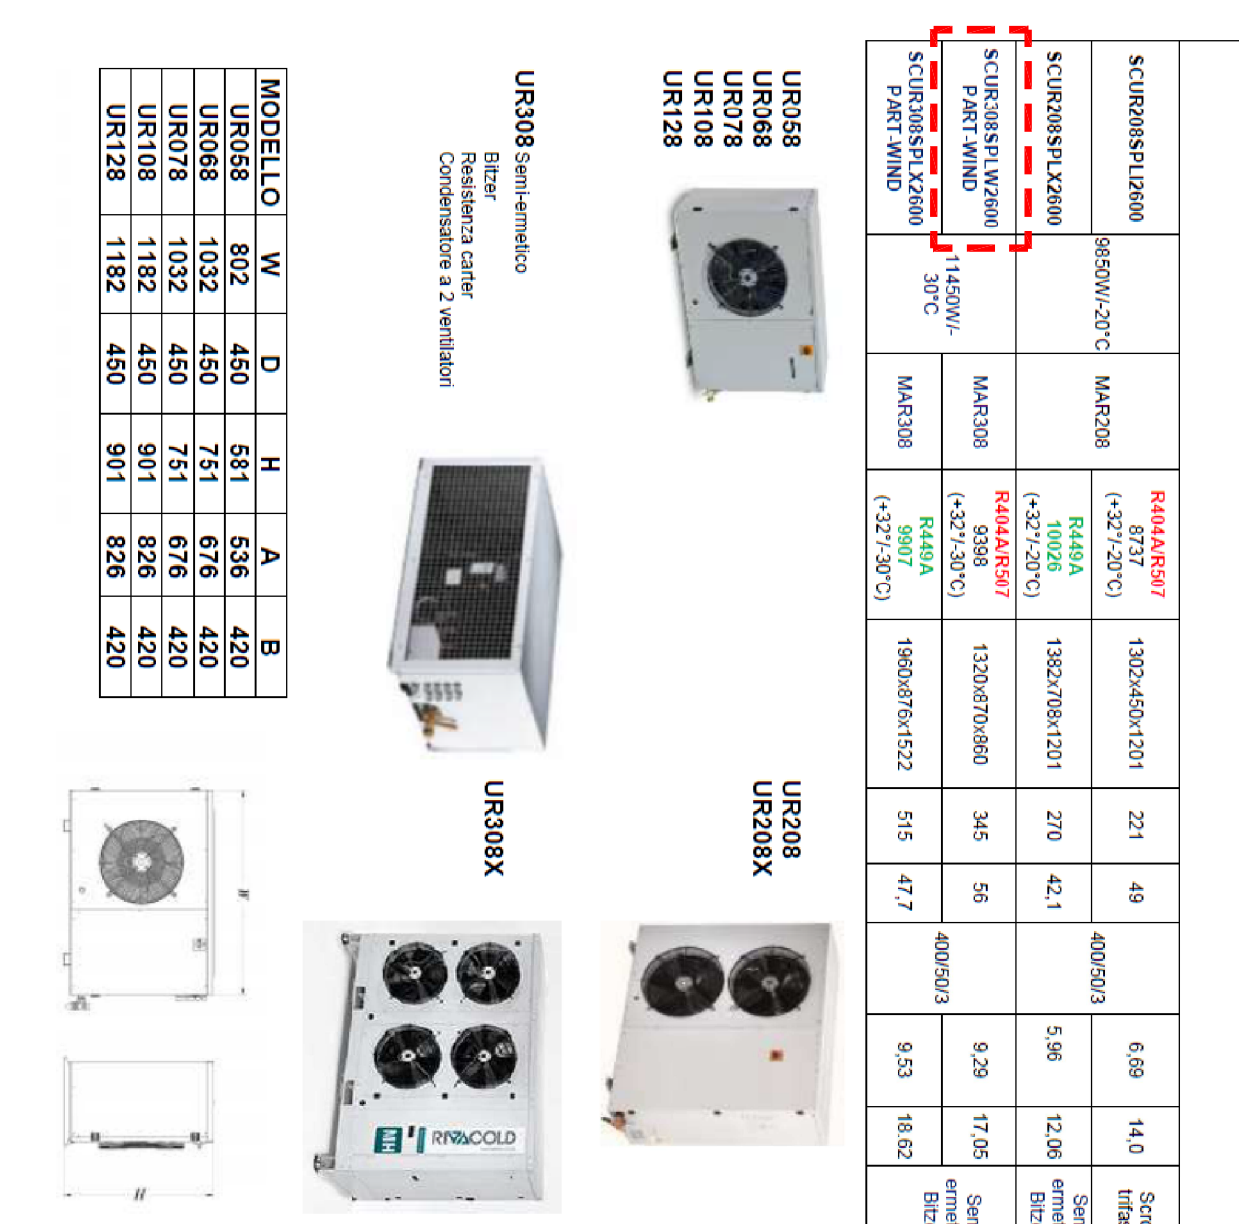 SCUR208SPLI2600
9850W/-20°C
MAR208
R404A/R507
8737
(+32°/-20°C)
1302x450x1201
221
49
400/50/3
6,69
14,0
SCUR208SPLX2600
R449A
10026
(+32°/-20°C)
1382x708x1201
270
42,1
5,96
12,06
SCUR308SPLW2600
PART-WIND
11450W/-
30°C
MAR308
R404A/R507
9398
(+32°/-30°C)
1320x870x860
345
56
400/50/3
9,29
17,05
SCUR308SPLX2600
PART-WIND
MAR308
R449A
9907
(+32°/-30°C)
1960x876x1522
515
47,7
9,53
18,62
UR058
UR068
UR078
UR108
UR128
UR208
UR208X
UR308 Semi-ermetico
Bitzer
Resistenza carter
Condensatore a 2 ventilatori
UR308X
RIVACOLD
MH
MODELLO W D H A B
UR058 802 450 581 536 420
UR068 1032 450 751 676 420
UR078 1032 450 751 676 420
UR108 1182 450 901 826 420
UR128 1182 450 901 826 420
W
H